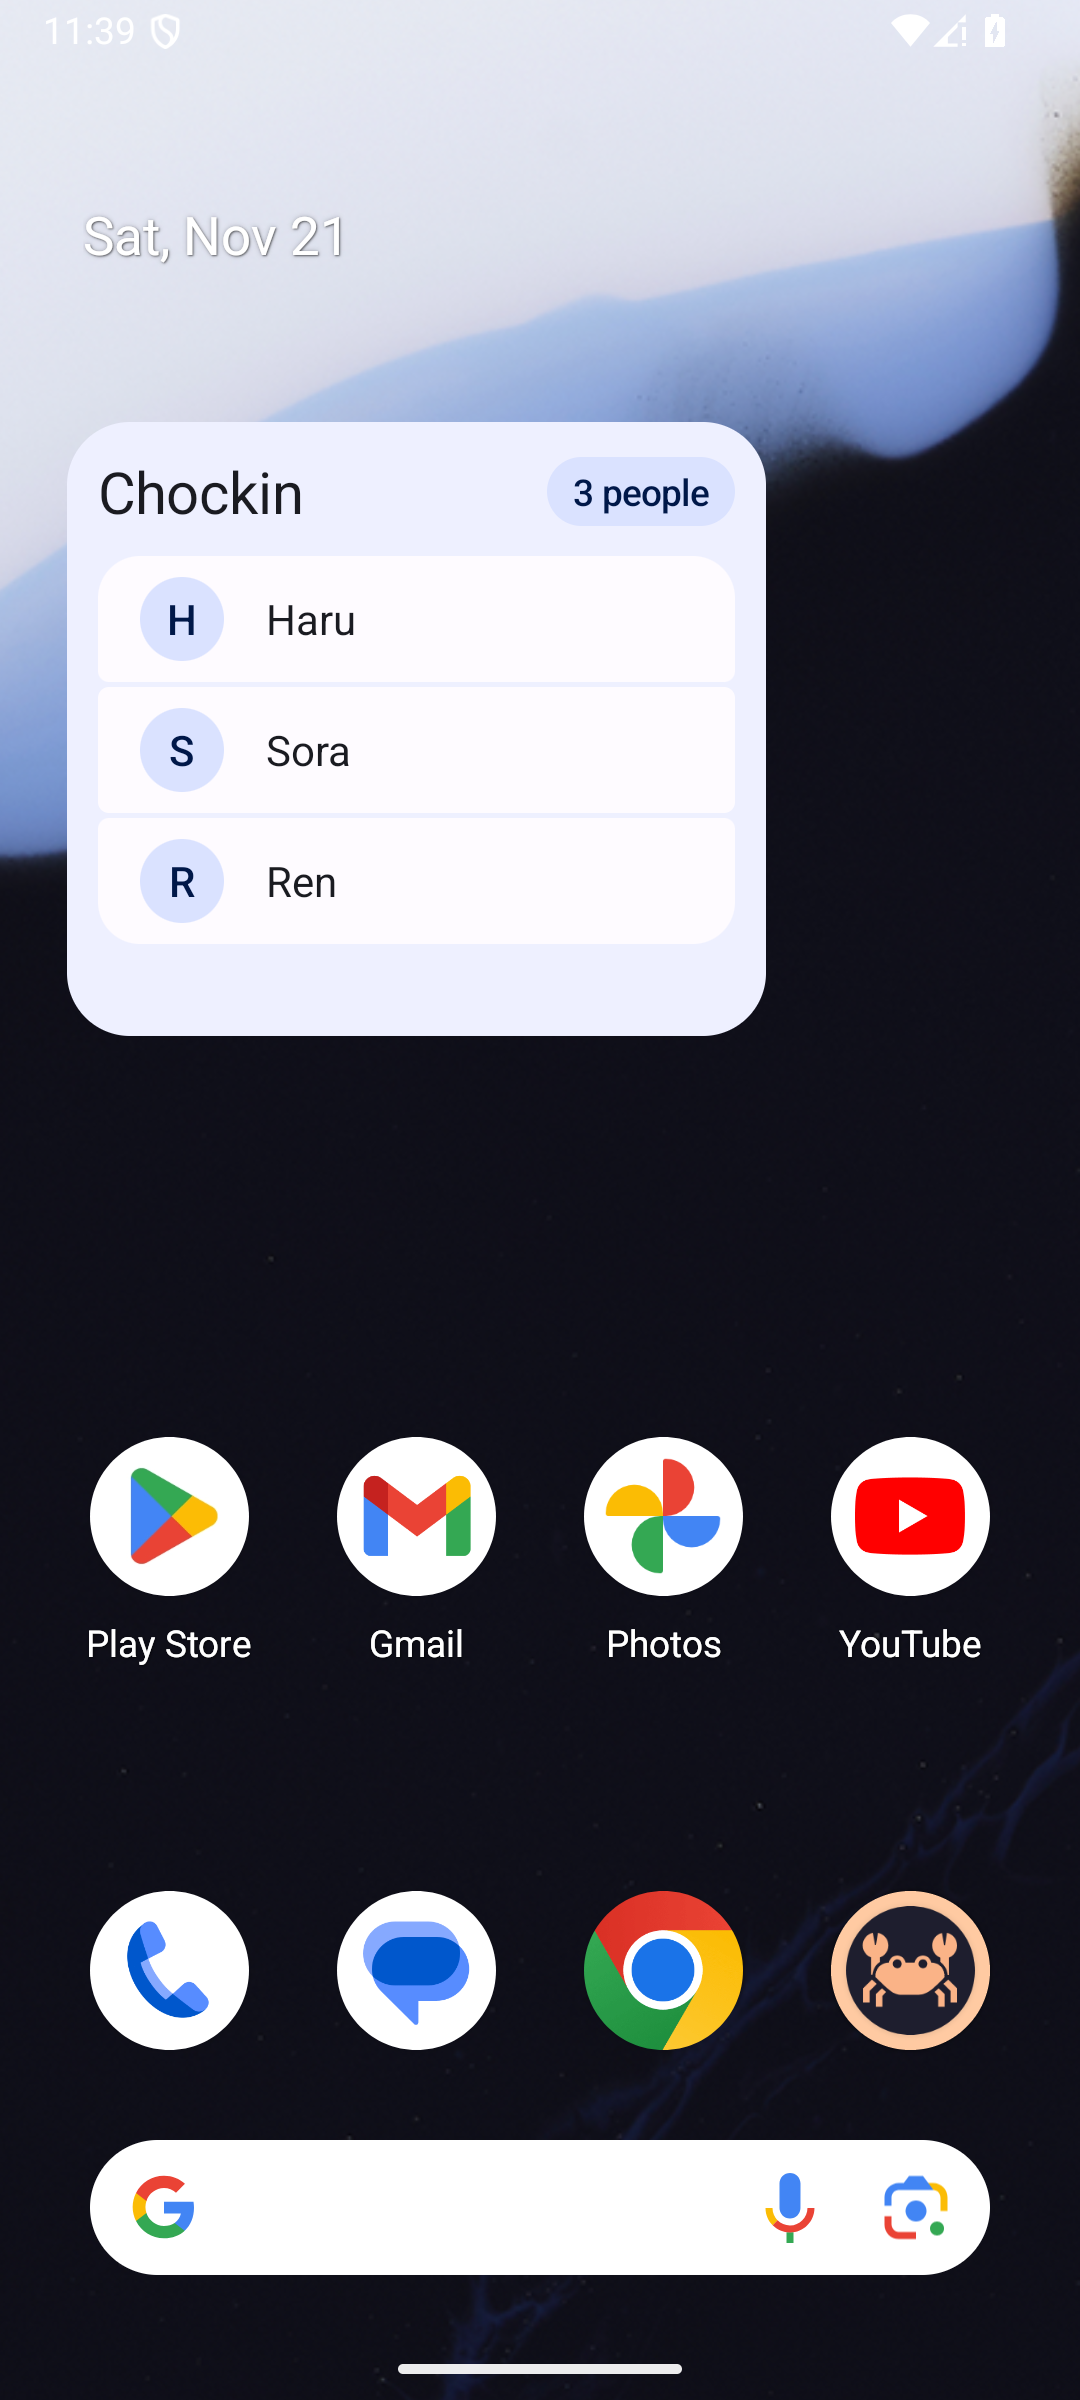 11:39
Sat, Nov 21
Chockin
3 people
H Haru
S Sora
R Ren
Play Store
Gmail
Photos
YouTube